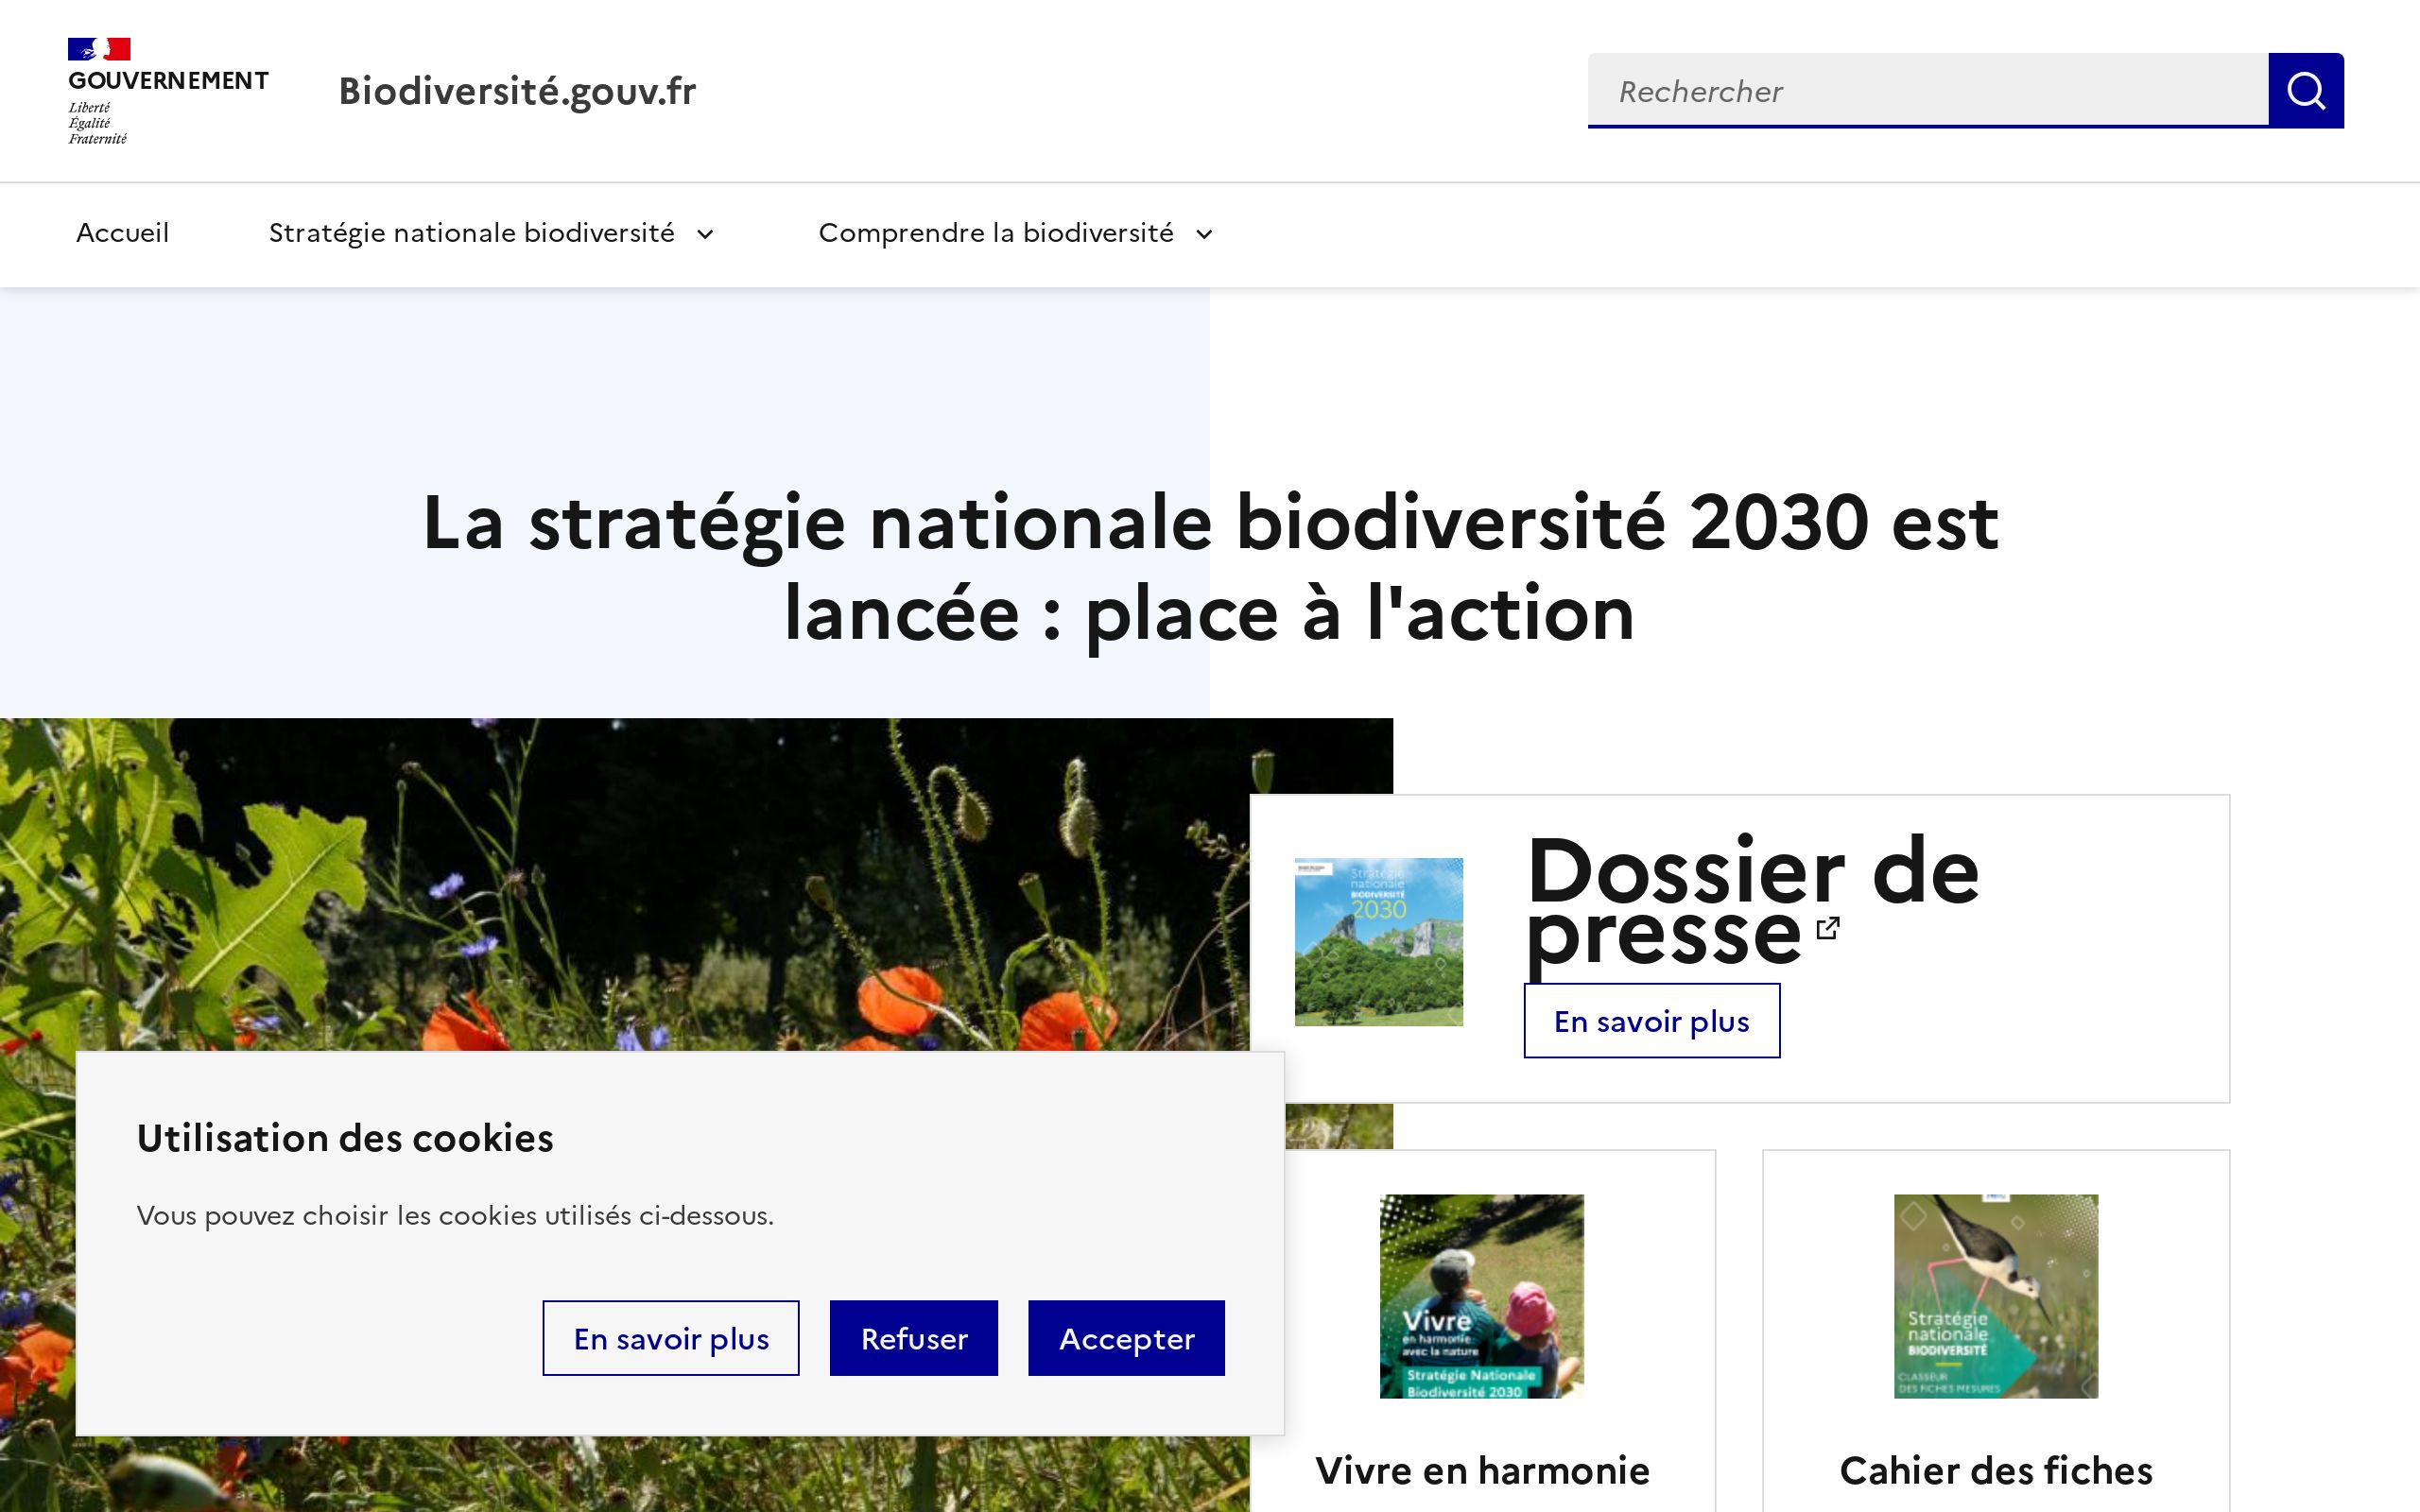 GOUVERNEMENT
Liberté
Égalité
Fraternité
Biodiversité.gouv.fr
Rechercher
Accueil
Stratégie nationale biodiversité
Comprendre la biodiversité
La stratégie nationale biodiversité 2030 est
lancée : place à l'action
Stratégie
nationale
BIODIVERSITÉ
2030
Dossier de
presse
En savoir plus
Utilisation des cookies
Vous pouvez choisir les cookies utilisés ci-dessous.
En savoir plus
Refuser
Accepter
Vivre
en harmonie
avec la nature
Stratégie Nationale
Biodiversité 2030
Vivre en harmonie
Stratégie
nationale
BIODIVERSITÉ
CLASSEUR
DES FICHES MESURES
Cahier des fiches